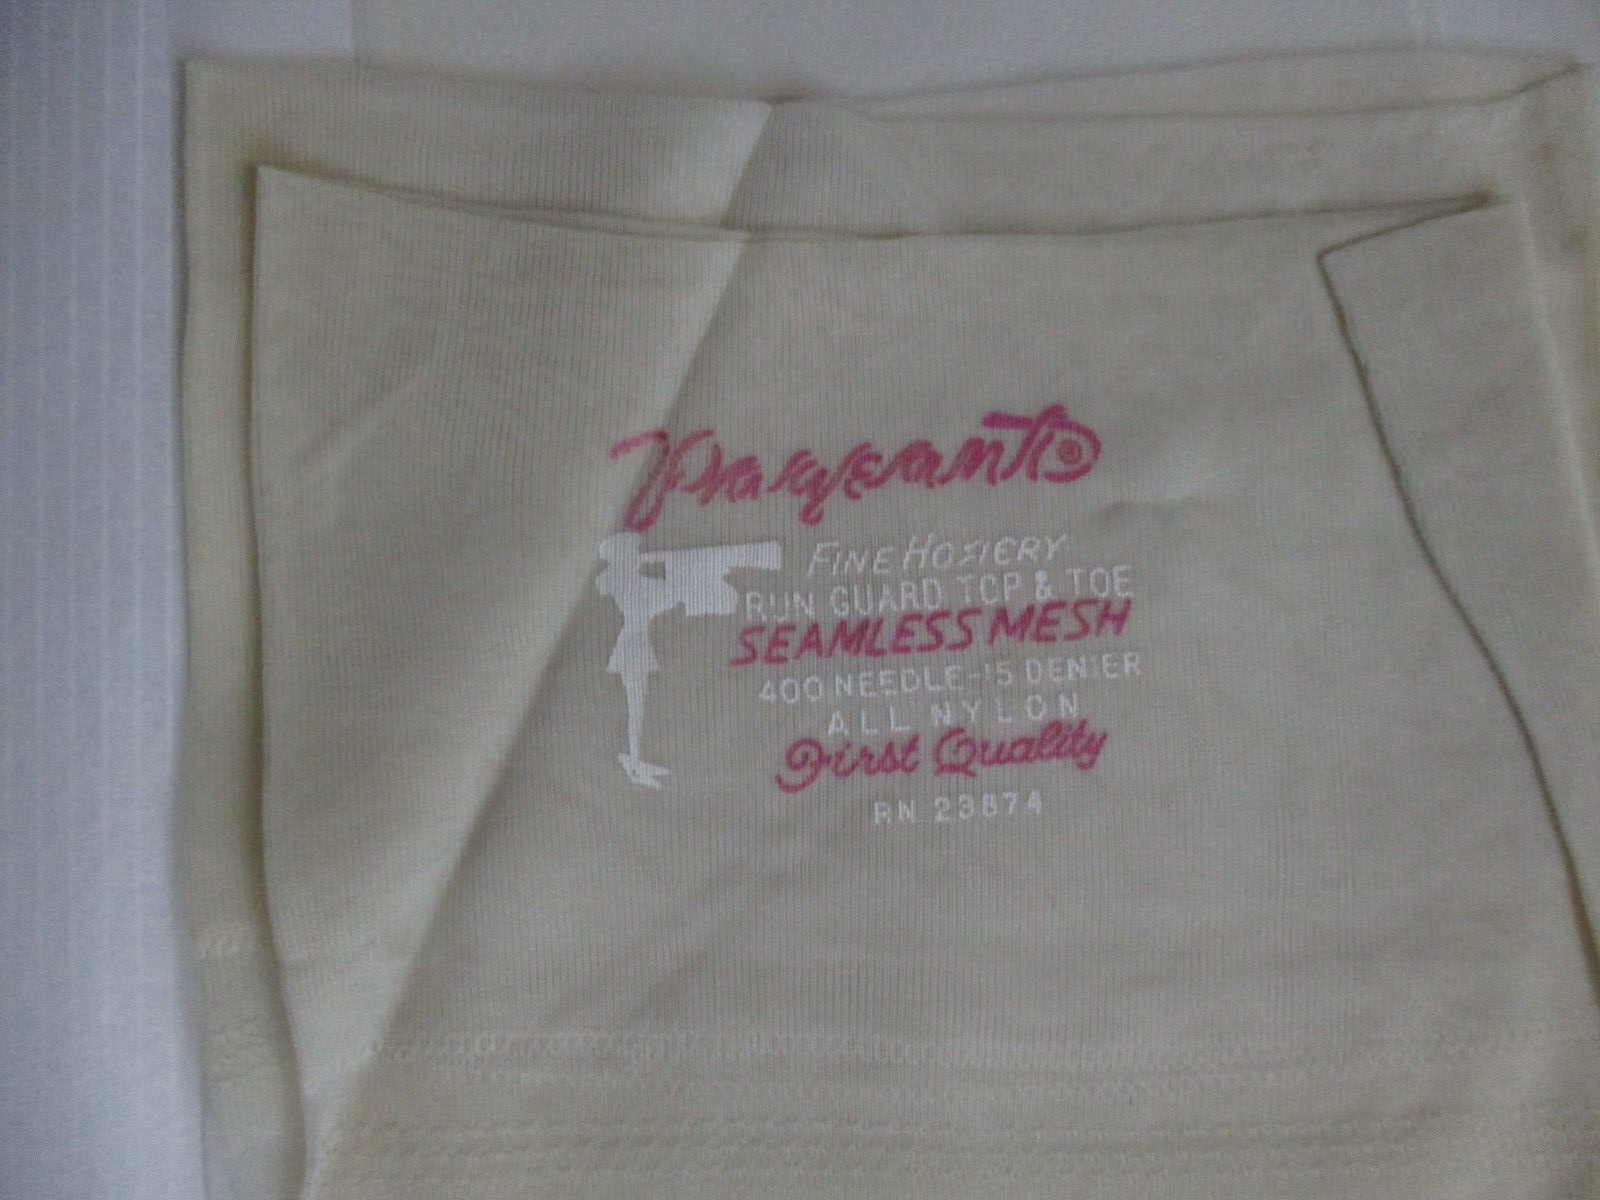 Pageant®
FINE HOSIERY
RUN GUARD TOP & TOE
SEAMLESS MESH
400 NEEDLE-15 DENIER
ALL NYLON
First Quality
RN 23874